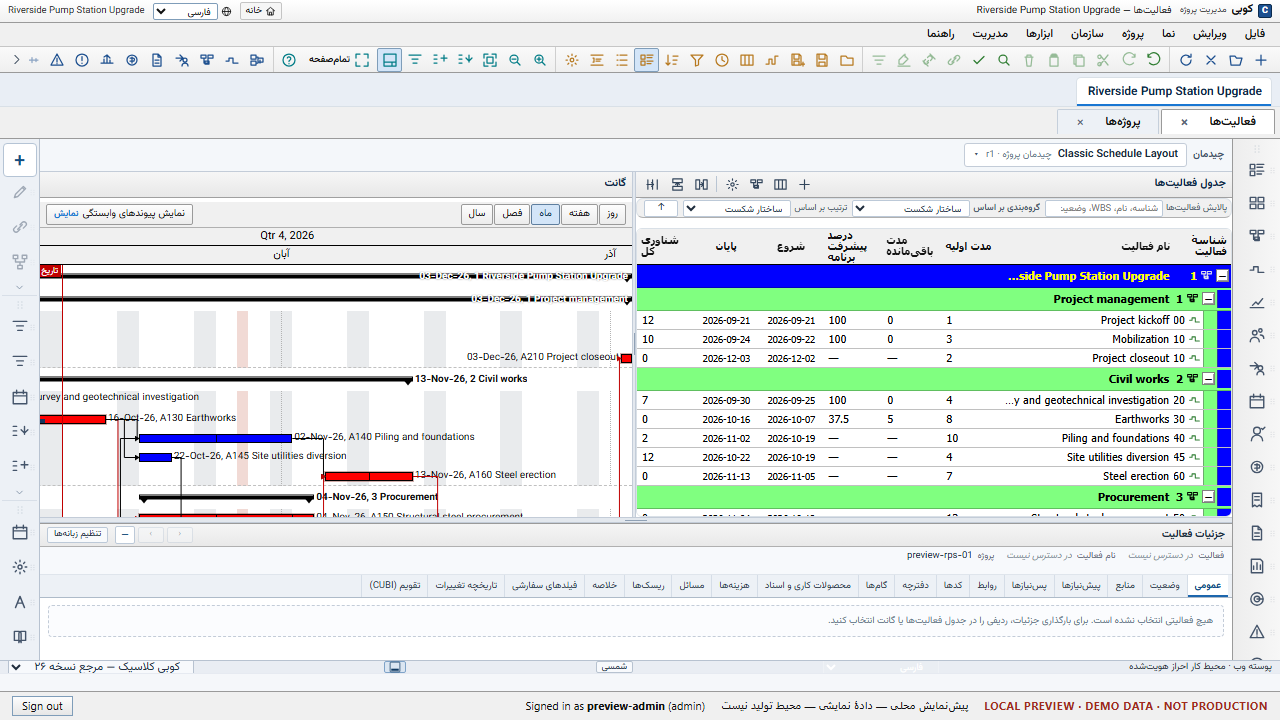 C کوبی مدیریت پروژه فعالیت‌ها — Riverside Pump Station Upgrade
خانه فارسی Riverside Pump Station Upgrade
فایل ویرایش نما پروژه سازمان ابزارها مدیریت راهنما
تمام‌صفحه
Riverside Pump Station Upgrade
فعالیت‌ها × پروژه‌ها ×
چیدمان Classic Schedule Layout چیدمان پروژه · r1
جدول فعالیت‌ها
پالایش فعالیت‌ها شناسه، نام، WBS، وضعیت گروه‌بندی بر اساس ساختار شکست ترتیب بر اساس ساختار شکست
شناسه فعالیت نام فعالیت مدت اولیه مدت باقی‌مانده درصد پیشرفت برنامه شروع پایان شناوری کل
1 ...side Pump Station Upgrade
1 Project management
00 Project kickoff 1 0 100 2026-09-21 2026-09-21 12
10 Mobilization 3 0 100 2026-09-22 2026-09-24 10
10 Project closeout 2 — — 2026-12-02 2026-12-03 0
2 Civil works
20 ...y and geotechnical investigation 4 0 100 2026-09-25 2026-09-30 7
30 Earthworks 8 5 37.5 2026-10-07 2026-10-16 0
40 Piling and foundations 10 — — 2026-10-19 2026-11-02 2
45 Site utilities diversion 4 — — 2026-10-19 2026-10-22 12
60 Steel erection 7 — — 2026-11-05 2026-11-13 0
3 Procurement
گانت
روز هفته ماه فصل سال نمایش پیوندهای وابستگی نمایش
Qtr 4, 2026
آذر آبان
تاریخ
03-Dec-26, 1 Riverside Pump Station Upgrade
03-Dec-26, 1 Project management
03-Dec-26, A210 Project closeout
13-Nov-26, 2 Civil works
urvey and geotechnical investigation
16-Oct-26, A130 Earthworks
02-Nov-26, A140 Piling and foundations
22-Oct-26, A145 Site utilities diversion
13-Nov-26, A160 Steel erection
04-Nov-26, 3 Procurement
04-Nov-26, A150 Structural steel procurement
جزئیات فعالیت تنظیم زبانه‌ها
فعالیت در دسترس نیست نام فعالیت در دسترس نیست پروژه preview-rps-01
عمومی وضعیت منابع پیش‌نیازها پس‌نیازها روابط کدها دفترچه گام‌ها محصولات کاری و اسناد هزینه‌ها مسائل ریسک‌ها خلاصه فیلدهای سفارشی تاریخچه تغییرات تقویم (CUBI)
هیچ فعالیتی انتخاب نشده است. برای بارگذاری جزئیات، ردیفی را در جدول فعالیت‌ها یا گانت انتخاب کنید.
پوسته وب · محیط کار احراز هویت‌شده فارسی شمسی کوبی کلاسیک — مرجع نسخه ۲۶
LOCAL PREVIEW · DEMO DATA · NOT PRODUCTION پیش‌نمایش محلی — دادهٔ نمایشی — محیط تولید نیست Signed in as preview-admin (admin) Sign out